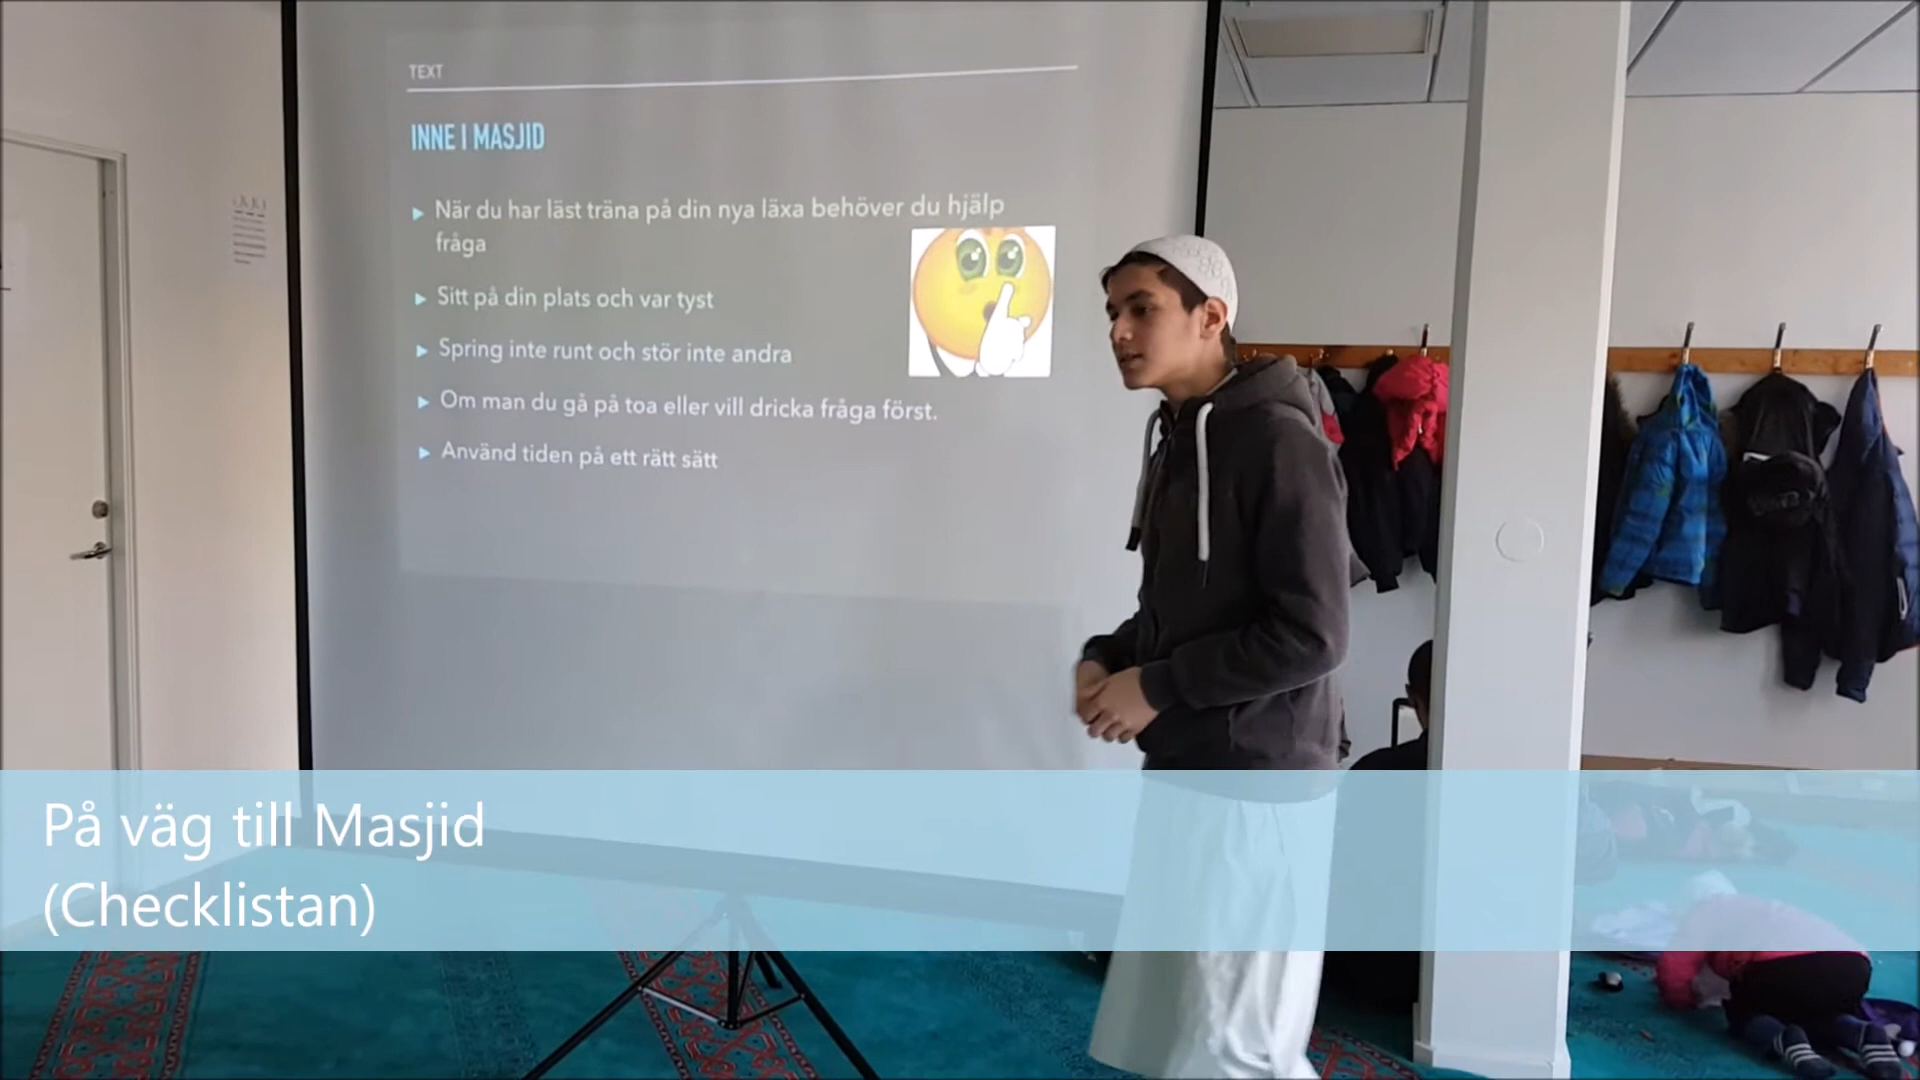 TEXT
INNE I MASJID
När du har läst träna på din nya läxa behöver du hjälp
fråga
Sitt på din plats och var tyst
Spring inte runt och stör inte andra
Om man du gå på toa eller vill dricka fråga först.
Använd tiden på ett rätt sätt
På väg till Masjid
(Checklistan)